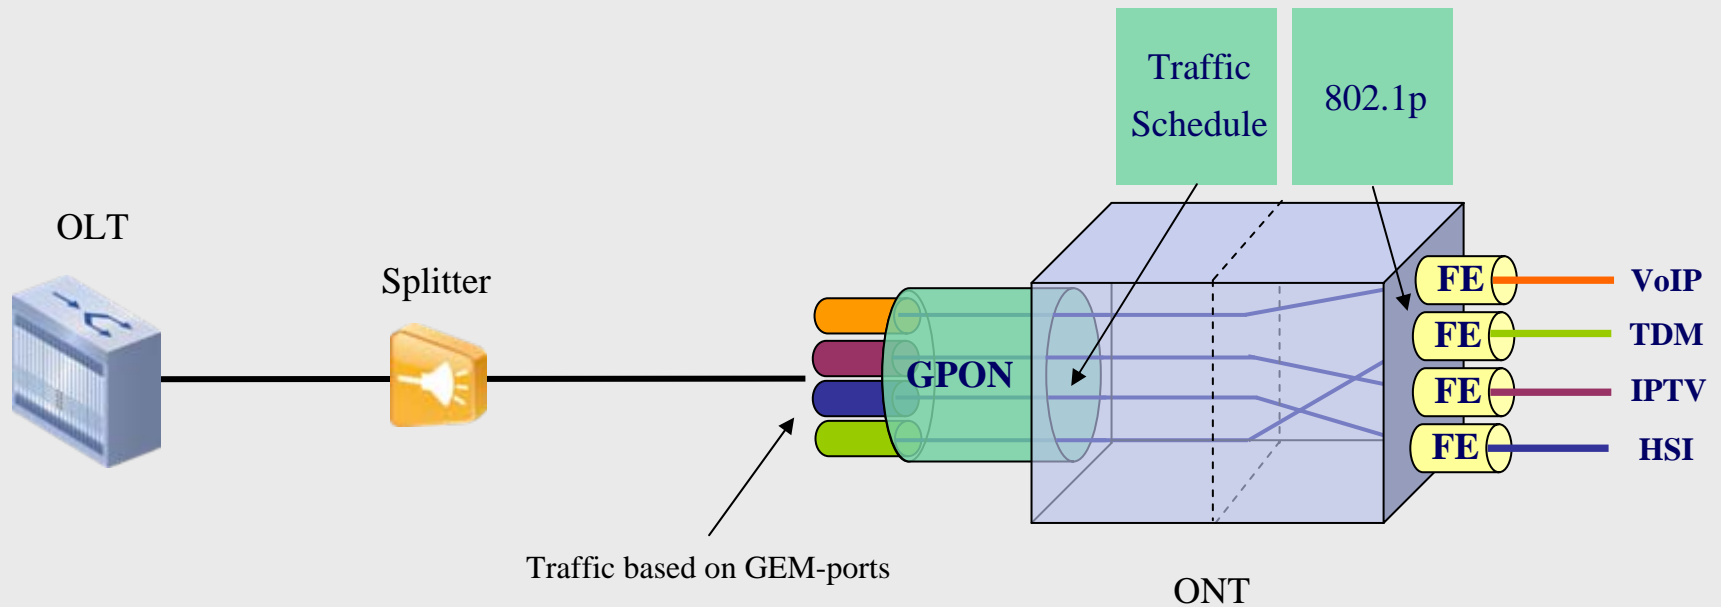 Traffic
Schedule
802.1p
OLT
Splitter
GPON
FE
VoIP
FE
TDM
FE
IPTV
FE
HSI
Traffic based on GEM-ports
ONT